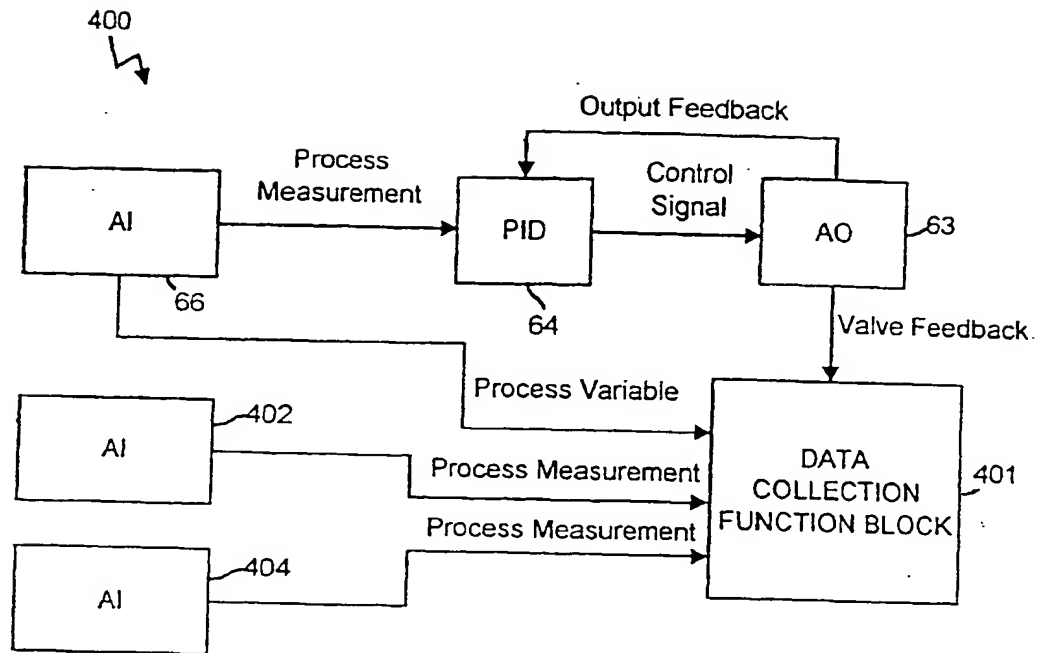 400
Output Feedback
Process
Measurement
Control
Signal
AI
PID
AO
63
66
64
Valve Feedback
Process Variable
402
AI
Process Measurement
DATA
COLLECTION
FUNCTION BLOCK
401
Process Measurement
404
AI